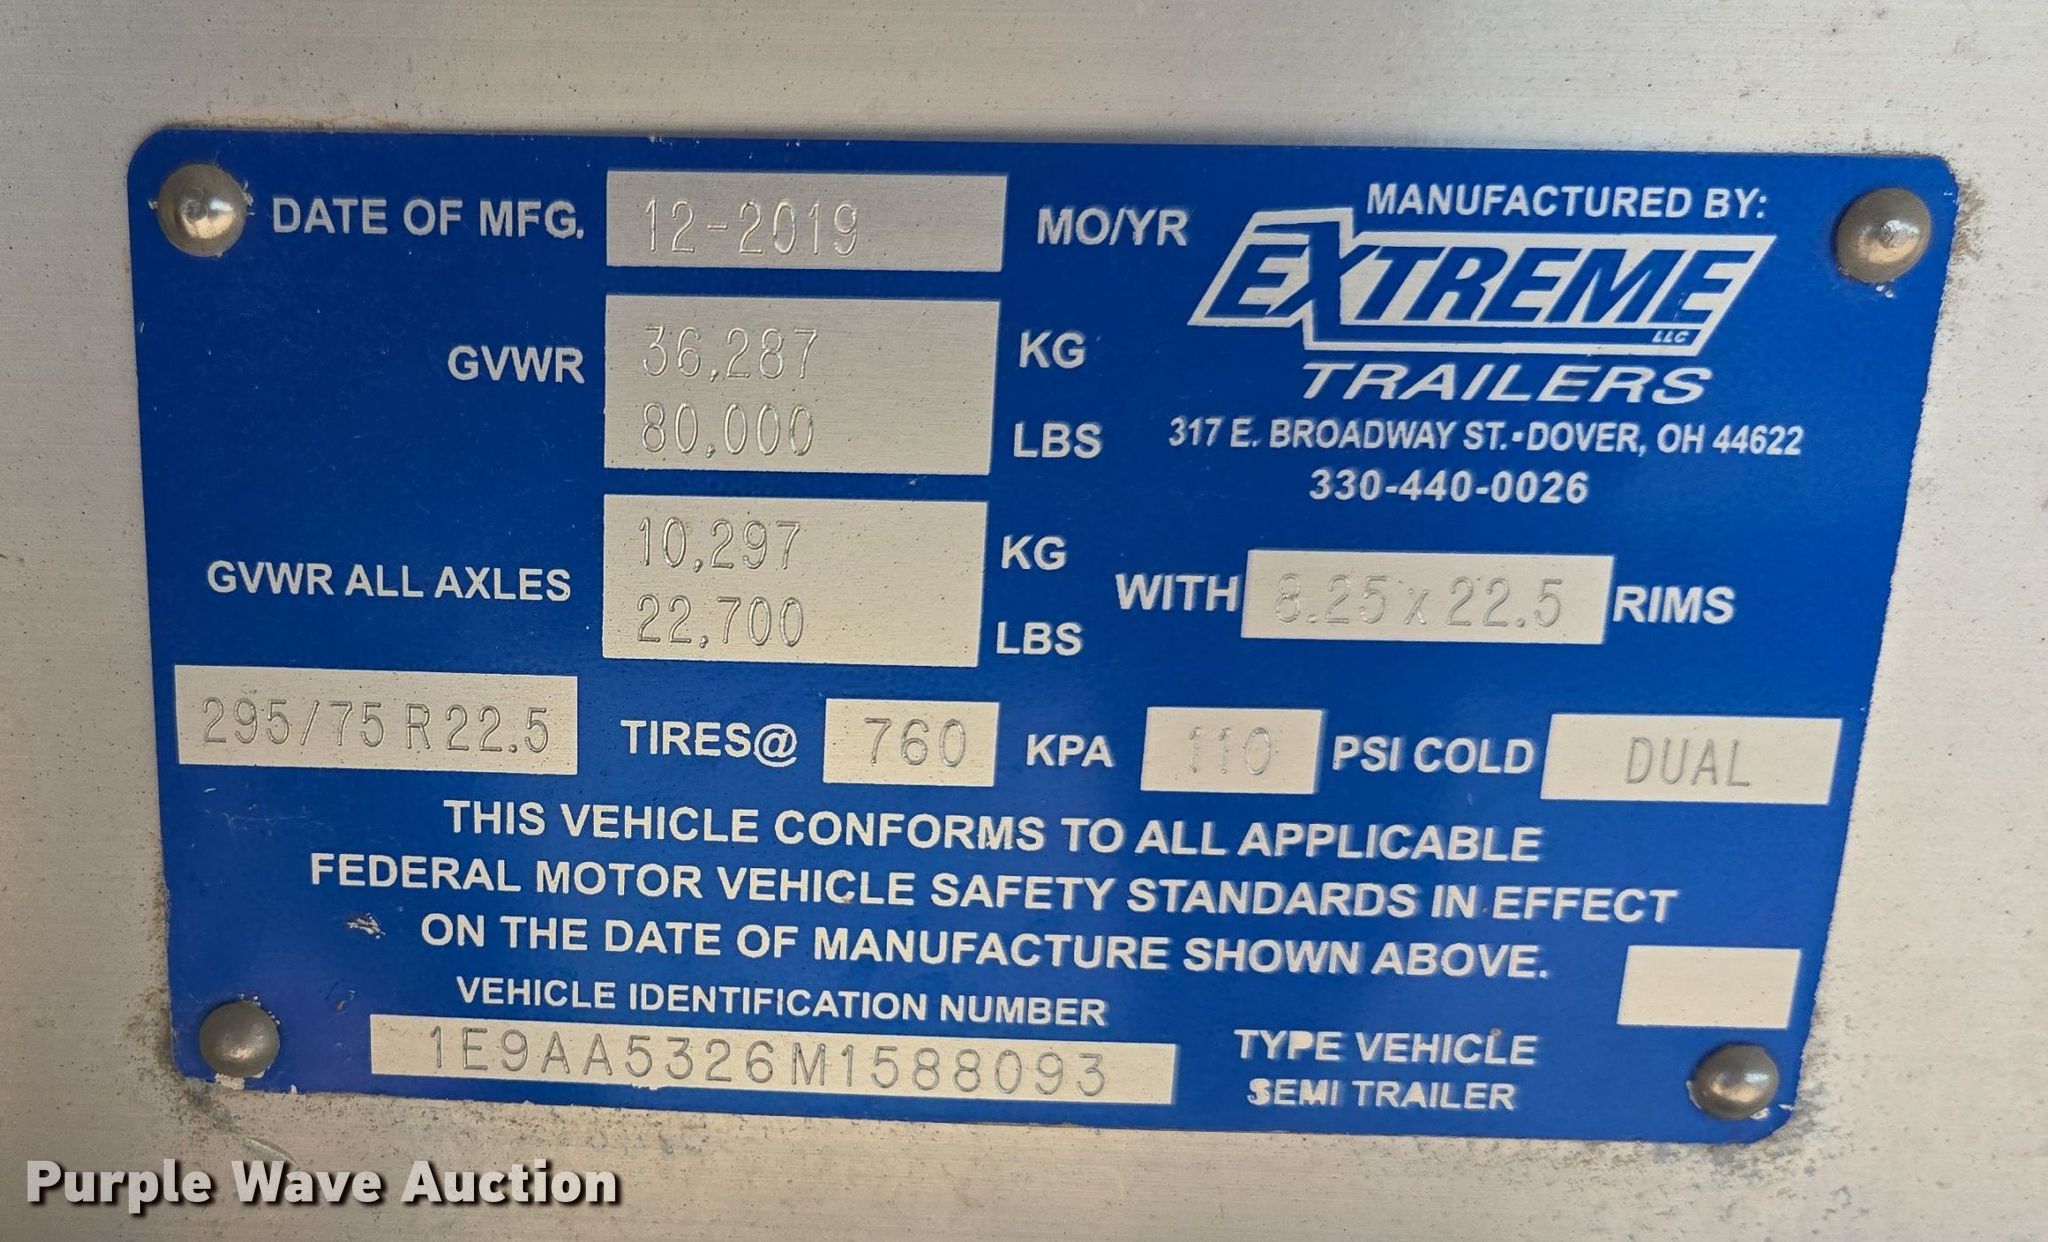 DATE OF MFG. 12-2019 MO/YR
MANUFACTURED BY:
EXTREME LLC
TRAILERS
317 E. BROADWAY ST.•DOVER, OH 44622
330-440-0026
GVWR 36,287 KG
80,000 LBS
GVWR ALL AXLES 10,297 KG
22,700 LBS
WITH 8.25 x 22.5 RIMS
295/75 R 22.5 TIRES@ 760 KPA 110 PSI COLD DUAL
THIS VEHICLE CONFORMS TO ALL APPLICABLE
FEDERAL MOTOR VEHICLE SAFETY STANDARDS IN EFFECT
ON THE DATE OF MANUFACTURE SHOWN ABOVE.
VEHICLE IDENTIFICATION NUMBER
1E9AA5326M1588093
TYPE VEHICLE
SEMI TRAILER
Purple Wave Auction